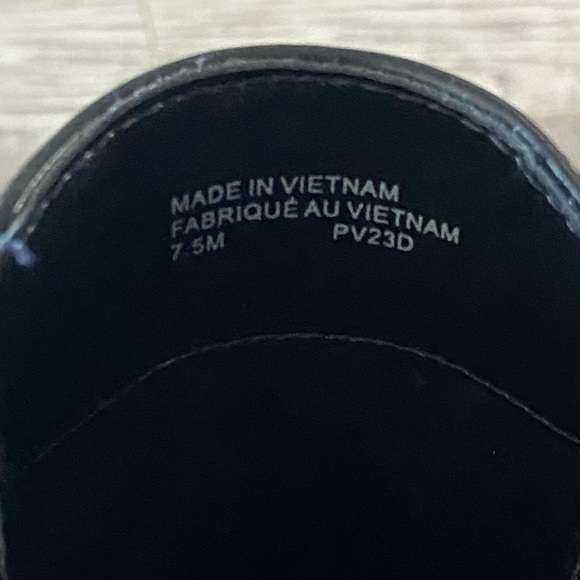 MADE IN VIETNAM
FABRIQUÉ AU VIETNAM
7.5M PV23D